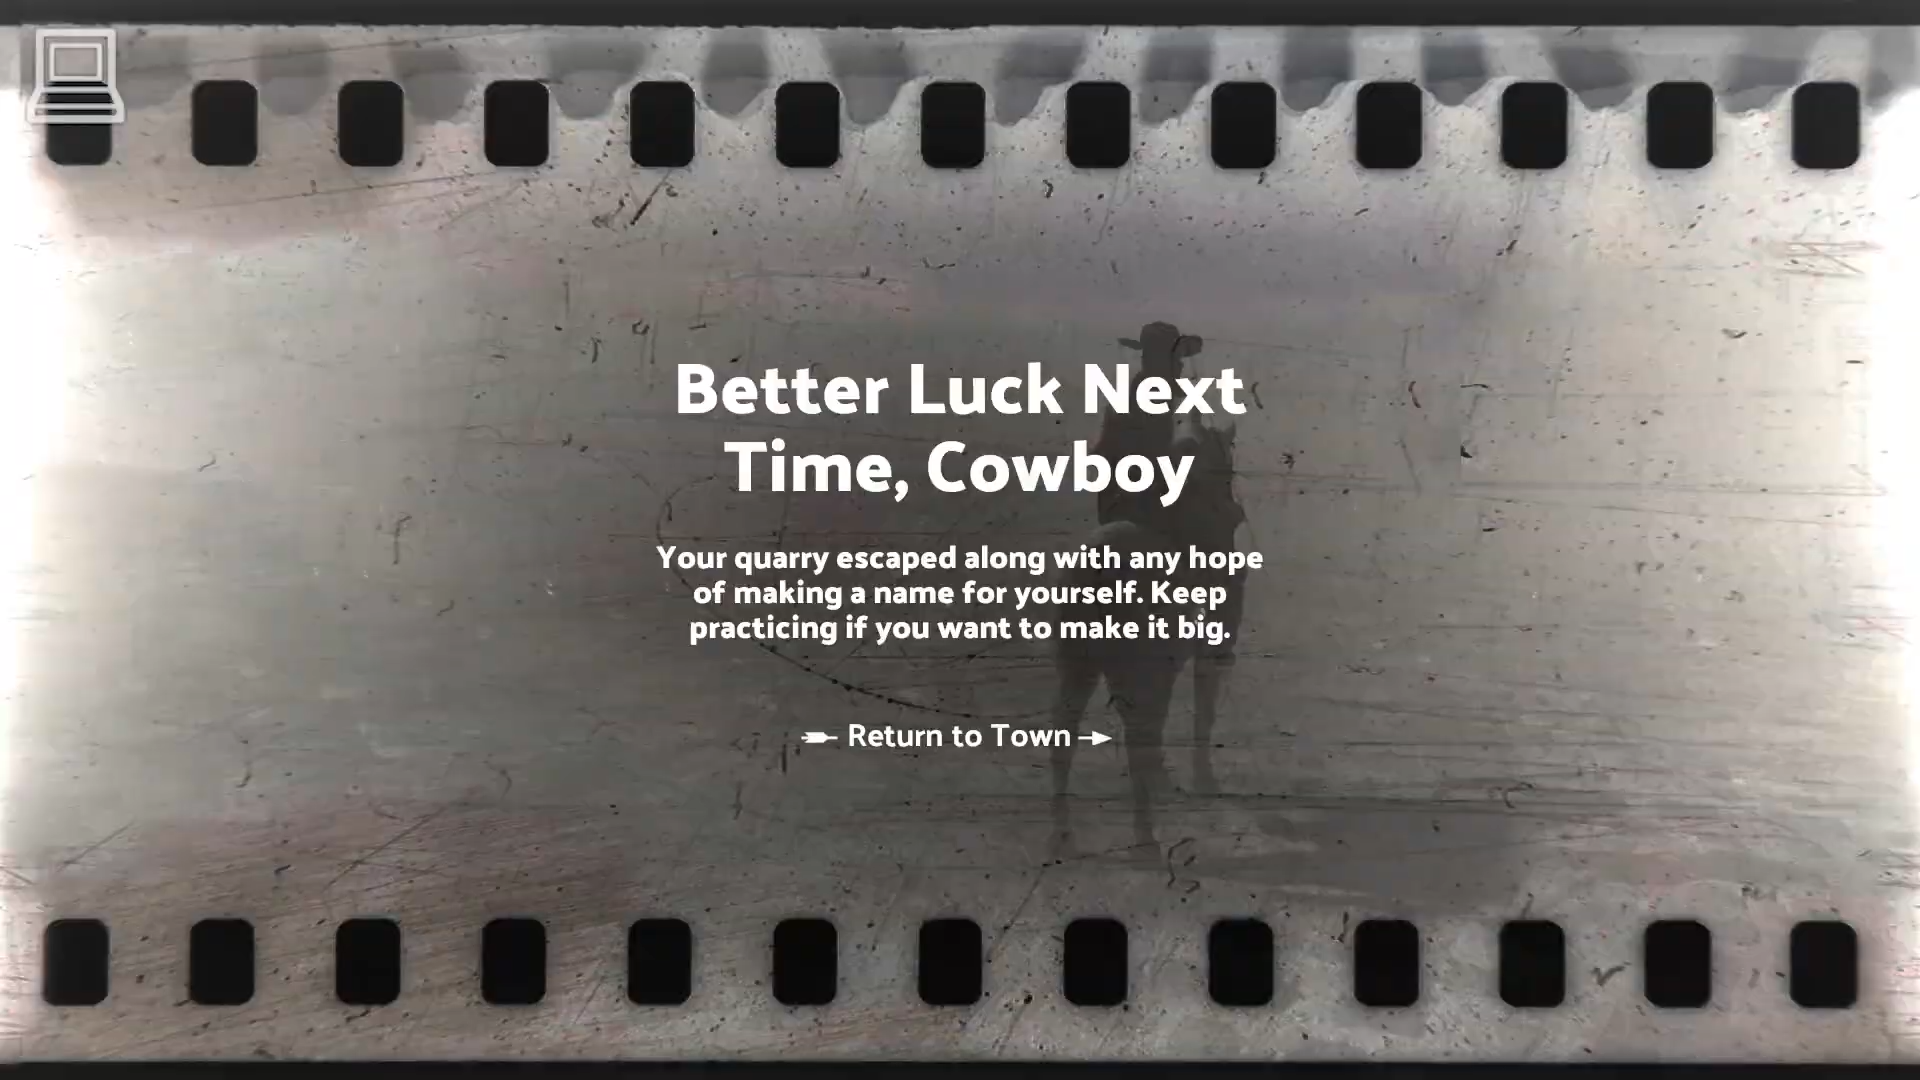 Better Luck Next
Time, Cowboy
Your quarry escaped along with any hope
of making a name for yourself. Keep
practicing if you want to make it big.
Return to Town